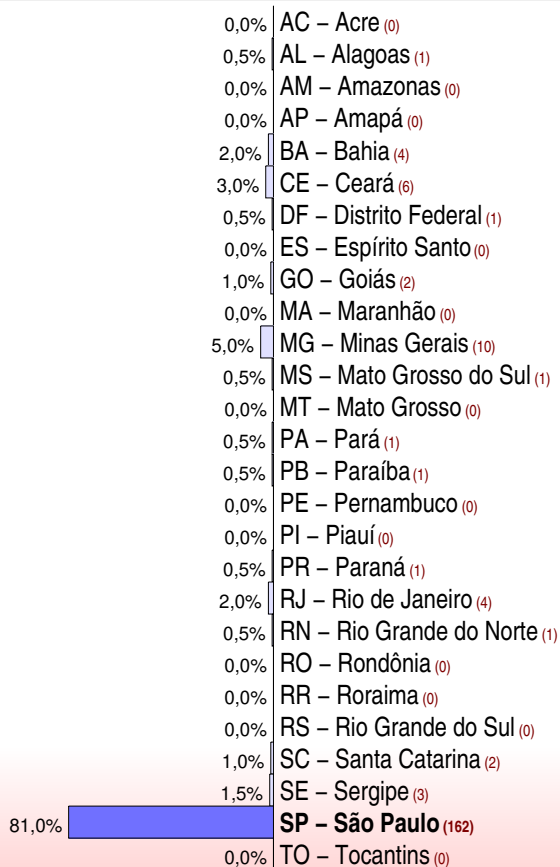 0,0% AC – Acre (0)
0,5% AL – Alagoas (1)
0,0% AM – Amazonas (0)
0,0% AP – Amapá (0)
2,0% BA – Bahia (4)
3,0% CE – Ceará (6)
0,5% DF – Distrito Federal (1)
0,0% ES – Espírito Santo (0)
1,0% GO – Goiás (2)
0,0% MA – Maranhão (0)
5,0% MG – Minas Gerais (10)
0,5% MS – Mato Grosso do Sul (1)
0,0% MT – Mato Grosso (0)
0,5% PA – Pará (1)
0,5% PB – Paraíba (1)
0,0% PE – Pernambuco (0)
0,0% PI – Piauí (0)
0,5% PR – Paraná (1)
2,0% RJ – Rio de Janeiro (4)
0,5% RN – Rio Grande do Norte (1)
0,0% RO – Rondônia (0)
0,0% RR – Roraima (0)
0,0% RS – Rio Grande do Sul (0)
1,0% SC – Santa Catarina (2)
1,5% SE – Sergipe (3)
81,0% SP – São Paulo (162)
0,0% TO – Tocantins (0)